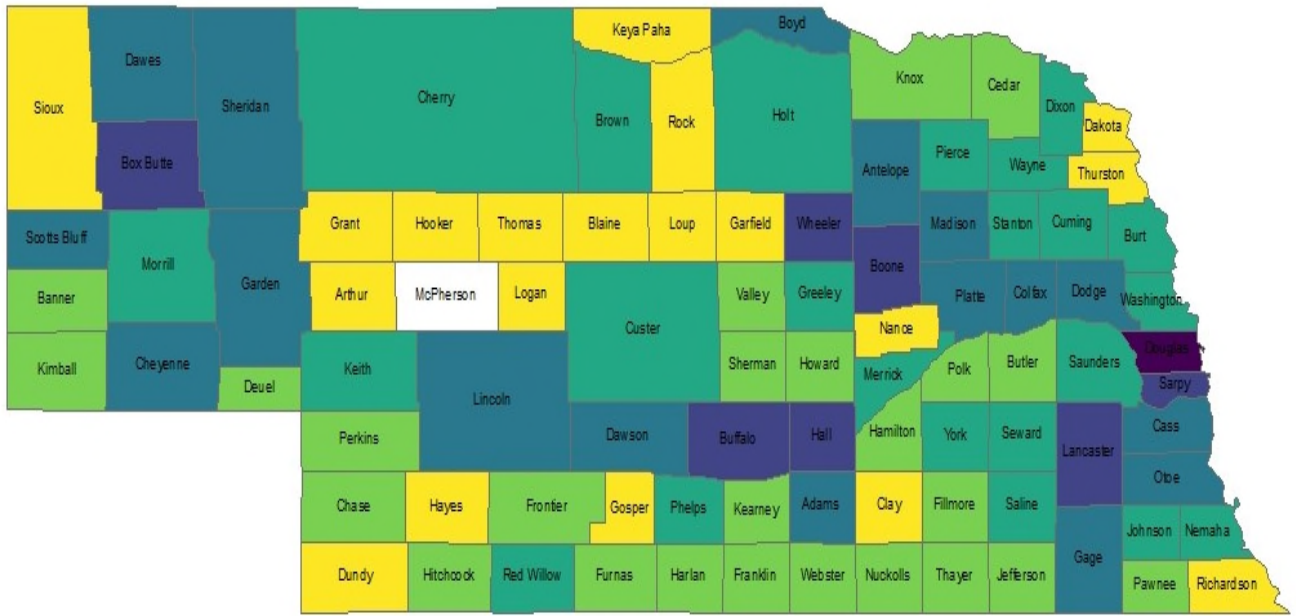 Boyd
Keya Paha
Dawes
Knox
Cedar
Cherry
Sioux
Sheridan
Dixon
Holt
Brown
Rock
Dakota
Pierce
Box Butte
Wayne
Antelope
Thurston
Grant
Hooker
Thomas
Blaine
Loup
Garfield
Wheeler
Madison
Stanton
Cuming
Scotts Bluff
Burt
Morrill
Boone
Garden
Banner
Arthur
McPherson
Logan
Valley
Greeley
Platte
Colfax
Dodge
Washington
Custer
Nance
Douglas
Kimball
Cheyenne
Keith
Sherman
Howard
Merrick
Polk
Butler
Saunders
Deuel
Sarpy
Lincoln
Cass
Perkins
Dawson
Buffalo
Hall
Hamilton
York
Seward
Lancaster
Otoe
Chase
Hayes
Frontier
Gosper
Phelps
Kearney
Adams
Clay
Fillmore
Saline
Johnson
Nemaha
Gage
Dundy
Hitchcock
Red Willow
Furnas
Harlan
Franklin
Webster
Nuckolls
Thayer
Jefferson
Pawnee
Richardson